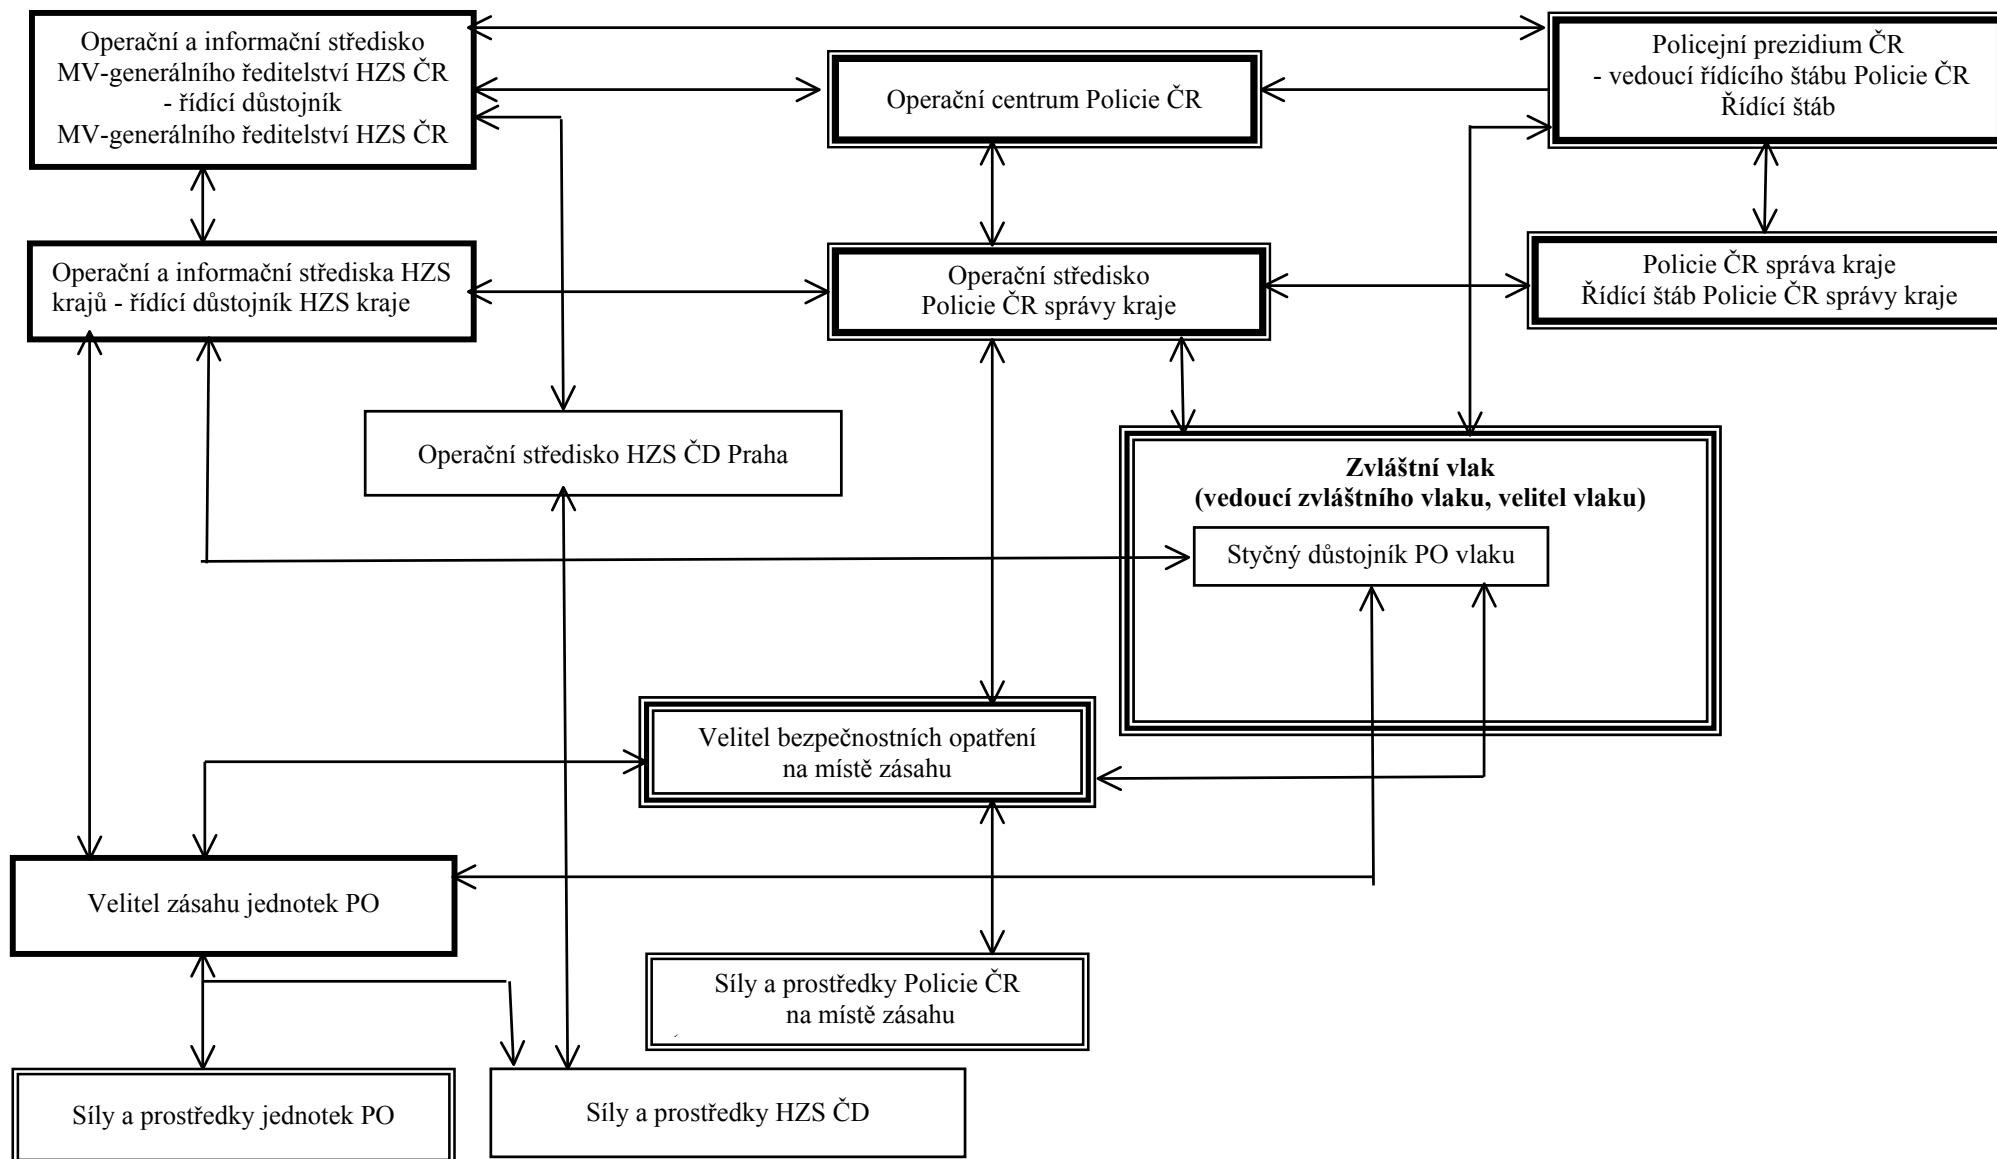 Operační a informační středisko
MV-generálního ředitelství HZS ČR
- řídící důstojník
MV-generálního ředitelství HZS ČR
Operační centrum Policie ČR
Policejní prezidium ČR
- vedoucí řídícího štábu Policie ČR
Řídící štáb
Operační a informační střediska HZS
krajů - řídící důstojník HZS kraje
Operační středisko
Policie ČR správy kraje
Policie ČR správa kraje
Řídící štáb Policie ČR správy kraje
Operační středisko HZS ČD Praha
Zvláštní vlak
(vedoucí zvláštního vlaku, velitel vlaku)
Styčný důstojník PO vlaku
Velitel bezpečnostních opatření
na místě zásahu
Velitel zásahu jednotek PO
Síly a prostředky Policie ČR
na místě zásahu
Síly a prostředky jednotek PO
Síly a prostředky HZS ČD